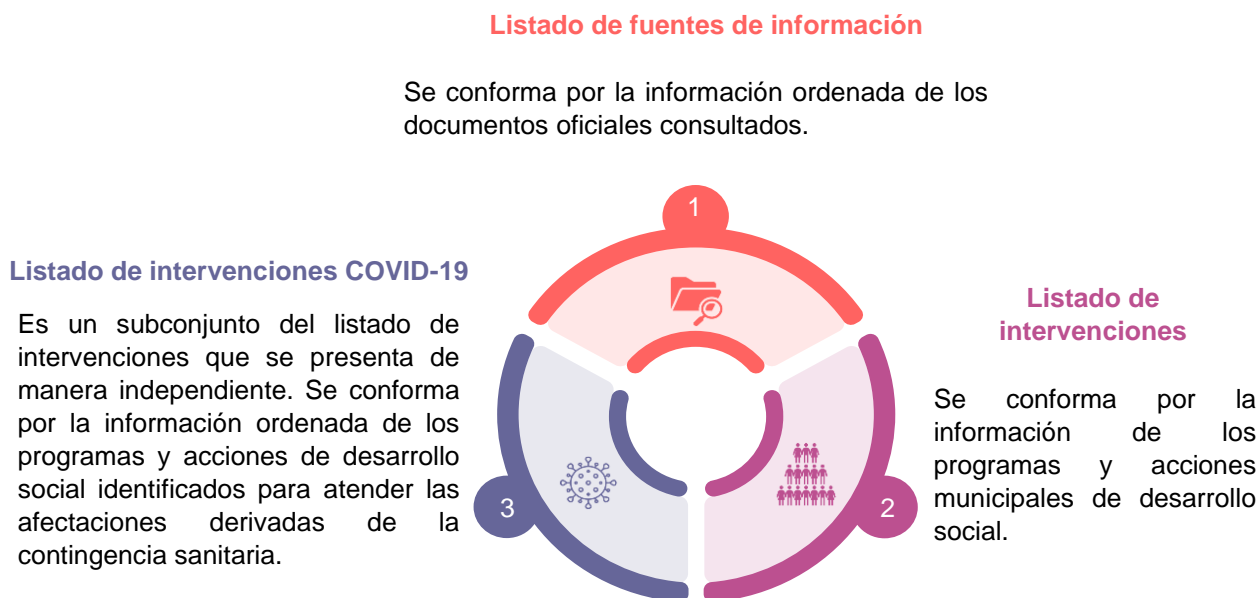 Listado de fuentes de información
Se conforma por la información ordenada de los
documentos oficiales consultados.
1
Listado de intervenciones COVID-19
Es un subconjunto del listado de
intervenciones que se presenta de
manera independiente. Se conforma
por la información ordenada de los
programas y acciones de desarrollo
social identificados para atender las
afectaciones derivadas de la
contingencia sanitaria.
3
2
Listado de
intervenciones
Se conforma por la
información de los
programas y acciones
municipales de desarrollo
social.